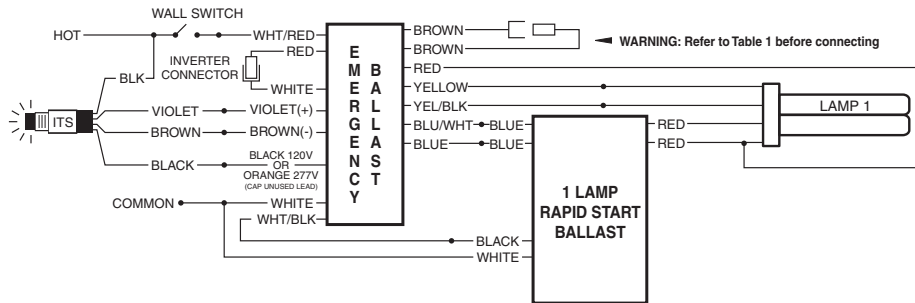 WALL SWITCH
HOT
WHT/RED
RED
INVERTER
CONNECTOR
WHITE
BLK
ITS
VIOLET
VIOLET(+)
BROWN
BROWN(-)
BLACK
BLACK 120V
OR
ORANGE 277V
(CAP UNUSED LEAD)
COMMON
WHITE
WHT/BLK
EMERGENCY
BALLAST
BROWN
BROWN
WARNING: Refer to Table 1 before connecting
RED
YELLOW
YEL/BLK
BLU/WHT
BLUE
BLUE
BLUE
BLACK
WHITE
1 LAMP
RAPID START
BALLAST
RED
RED
LAMP 1